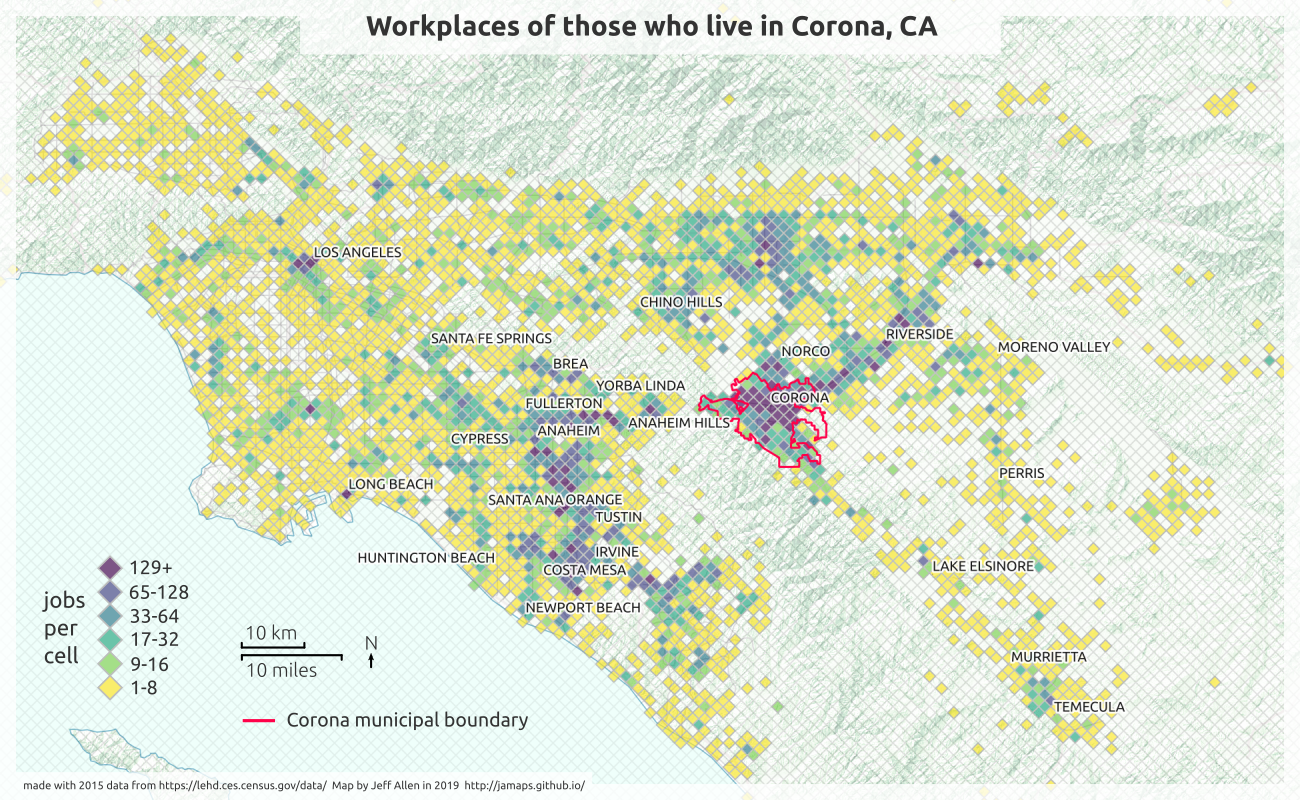 Workplaces of those who live in Corona, CA
LOS ANGELES
CHINO HILLS
SANTA FE SPRINGS
RIVERSIDE
MORENO VALLEY
NORCO
BREA
YORBA LINDA
CORONA
FULLERTON
ANAHEIM HILLS
ANAHEIM
CYPRESS
PERRIS
LONG BEACH
SANTA ANA
ORANGE
TUSTIN
HUNTINGTON BEACH
IRVINE
COSTA MESA
LAKE ELSINORE
NEWPORT BEACH
MURRIETTA
TEMECULA
jobs
per
cell
129+
65-128
33-64
17-32
9-16
1-8
10 km
10 miles
N
Corona municipal boundary
made with 2015 data from https://lehd.ces.census.gov/data/ Map by Jeff Allen in 2019 http://jamaps.github.io/